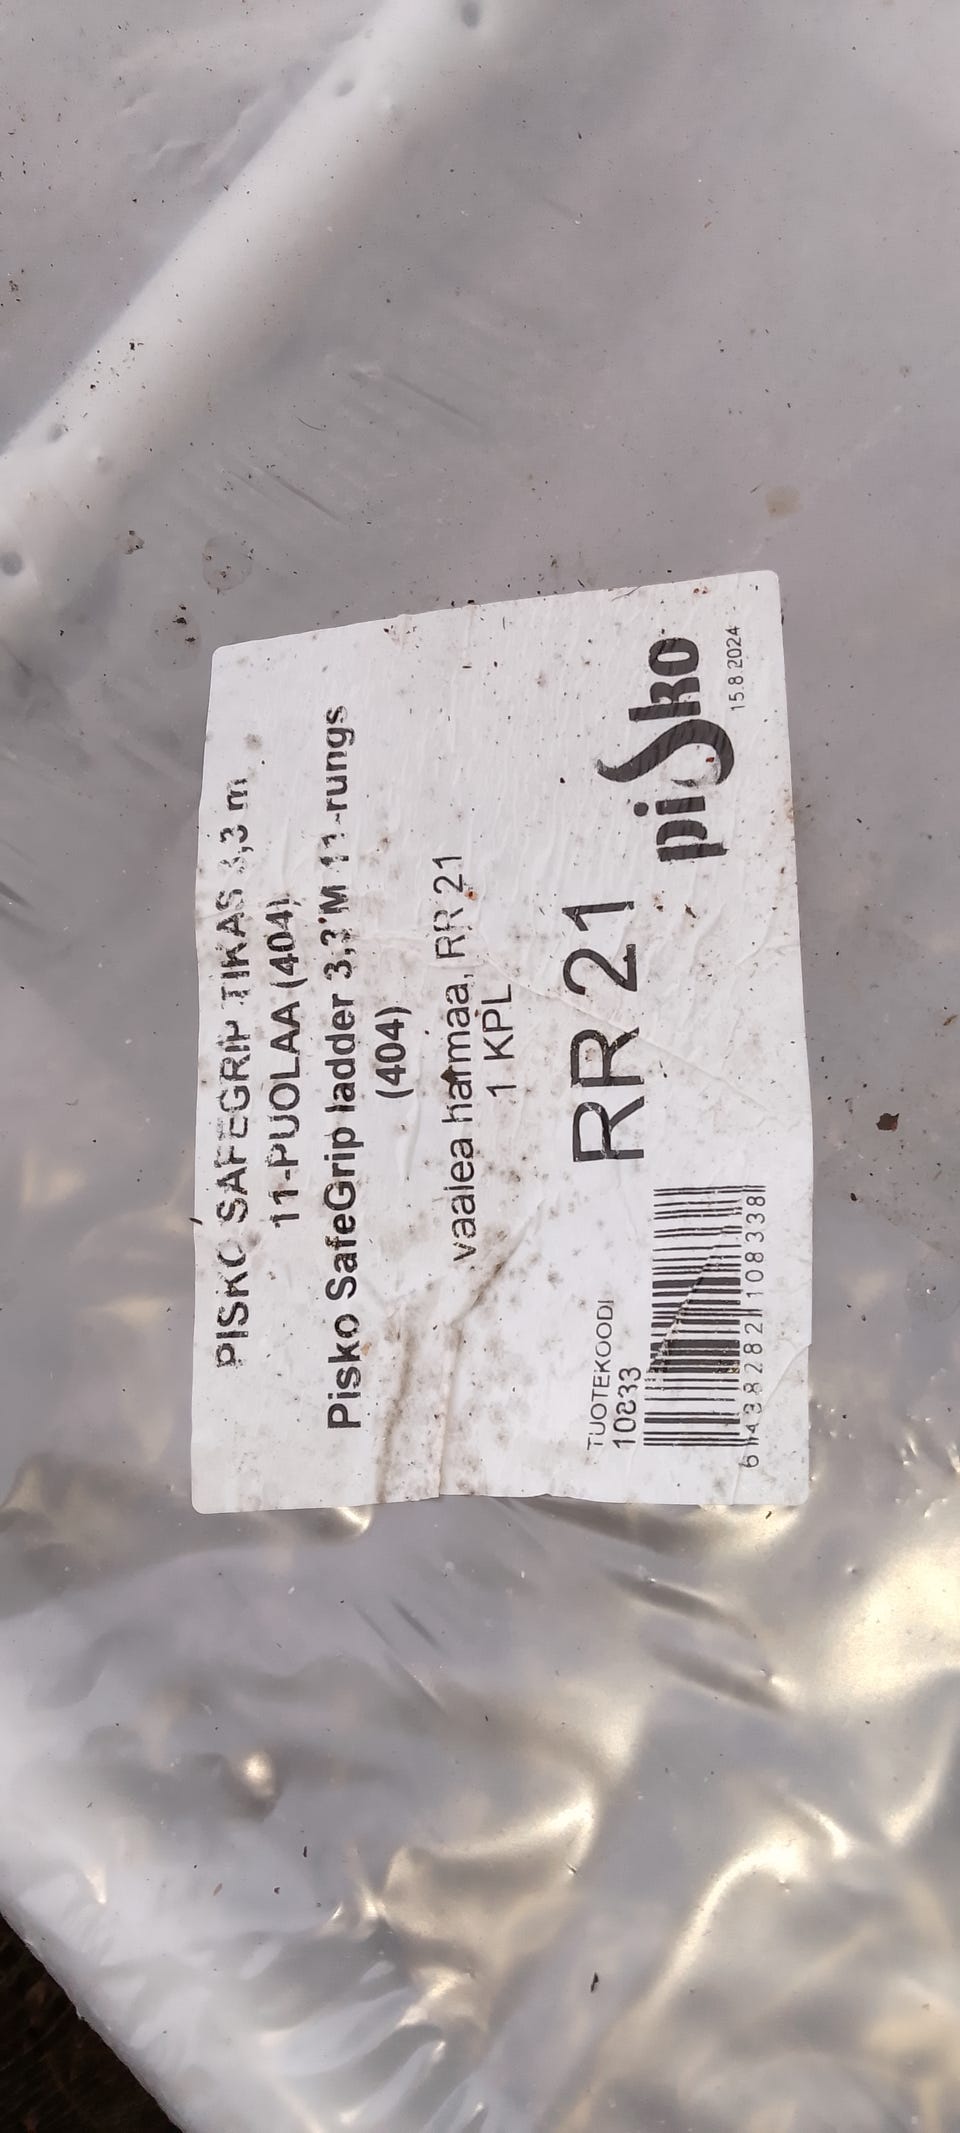 PISKO SAFEGRIP TIKAS 3,3 m
11-PUOLAA (404)
Pisko SafeGrip ladder 3,3 M 11-rungs
(404)
vaalea harmaa, RR 21
1 KPL
RR 21
TUOTEKOODI
10833
6 438282 108338
pisko
15.8.2024